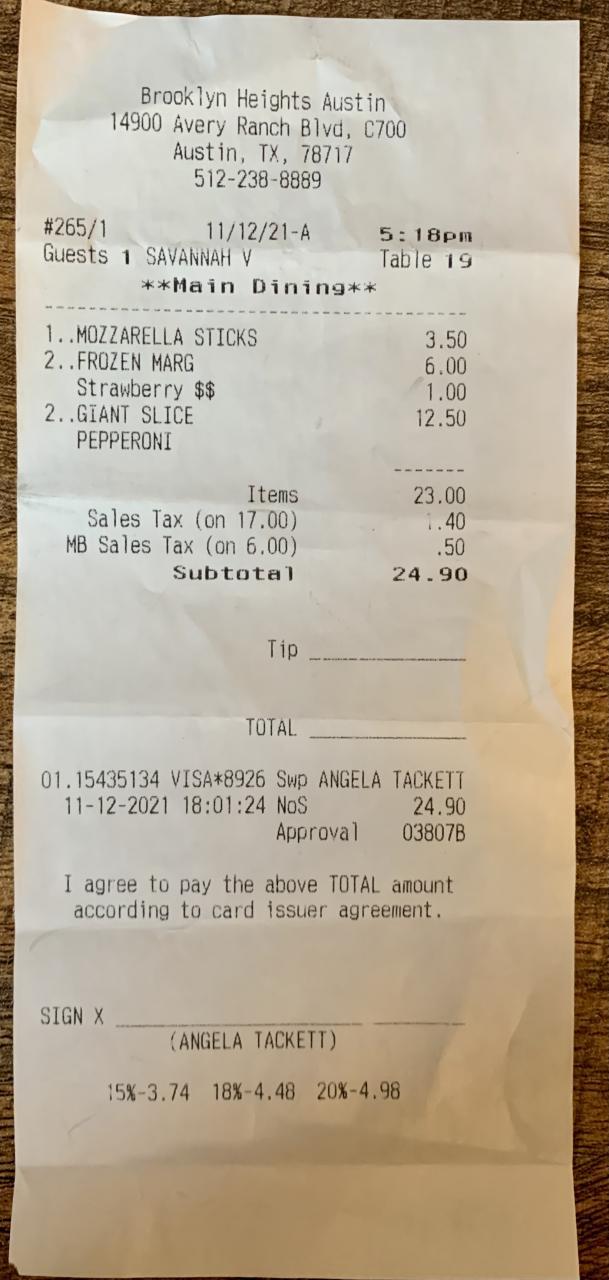 Brooklyn Heights Austin
14900 Avery Ranch Blvd, C700
Austin, TX, 78717
512-238-8889
#265/1 11/12/21-A 5:18pm
Guests 1 SAVANNAH V Table 19
**Main Dining**
1..MOZZARELLA STICKS 3.50
2..FROZEN MARG 6.00
Strawberry $$ 1.00
2..GIANT SLICE 12.50
PEPPERONI
Items 23.00
Sales Tax (on 17.00) 1.40
MB Sales Tax (on 6.00) .50
Subtotal 24.90
Tip
TOTAL
01.15435134 VISA*8926 Swp ANGELA TACKETT
11-12-2021 18:01:24 NoS 24.90
Approval 03807B
I agree to pay the above TOTAL amount
according to card issuer agreement.
SIGN X
(ANGELA TACKETT)
15%-3.74 18%-4.48 20%-4.98